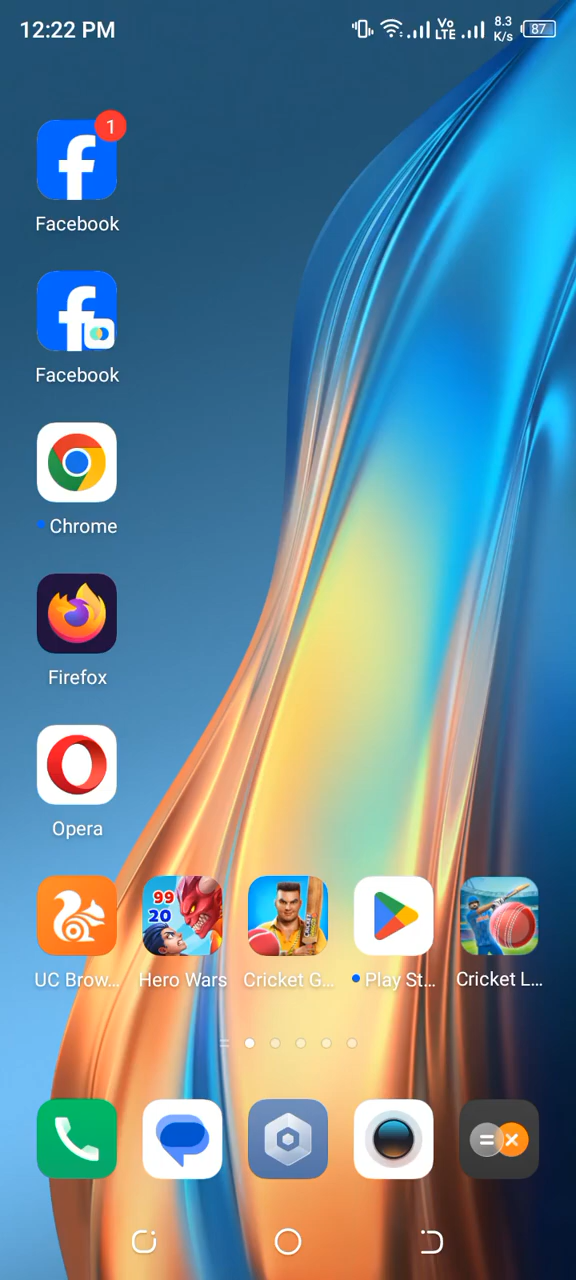 12:22 PM
Vo LTE 8.3 K/s 87
1
Facebook
Facebook
Chrome
Firefox
Opera
99
20
UC Brow... Hero Wars Cricket G... Play St... Cricket L...